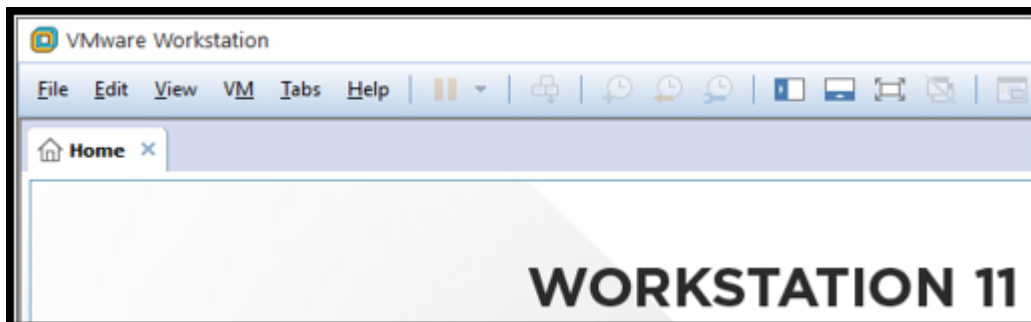 VMware Workstation
File Edit View VM Tabs Help
Home
WORKSTATION 11